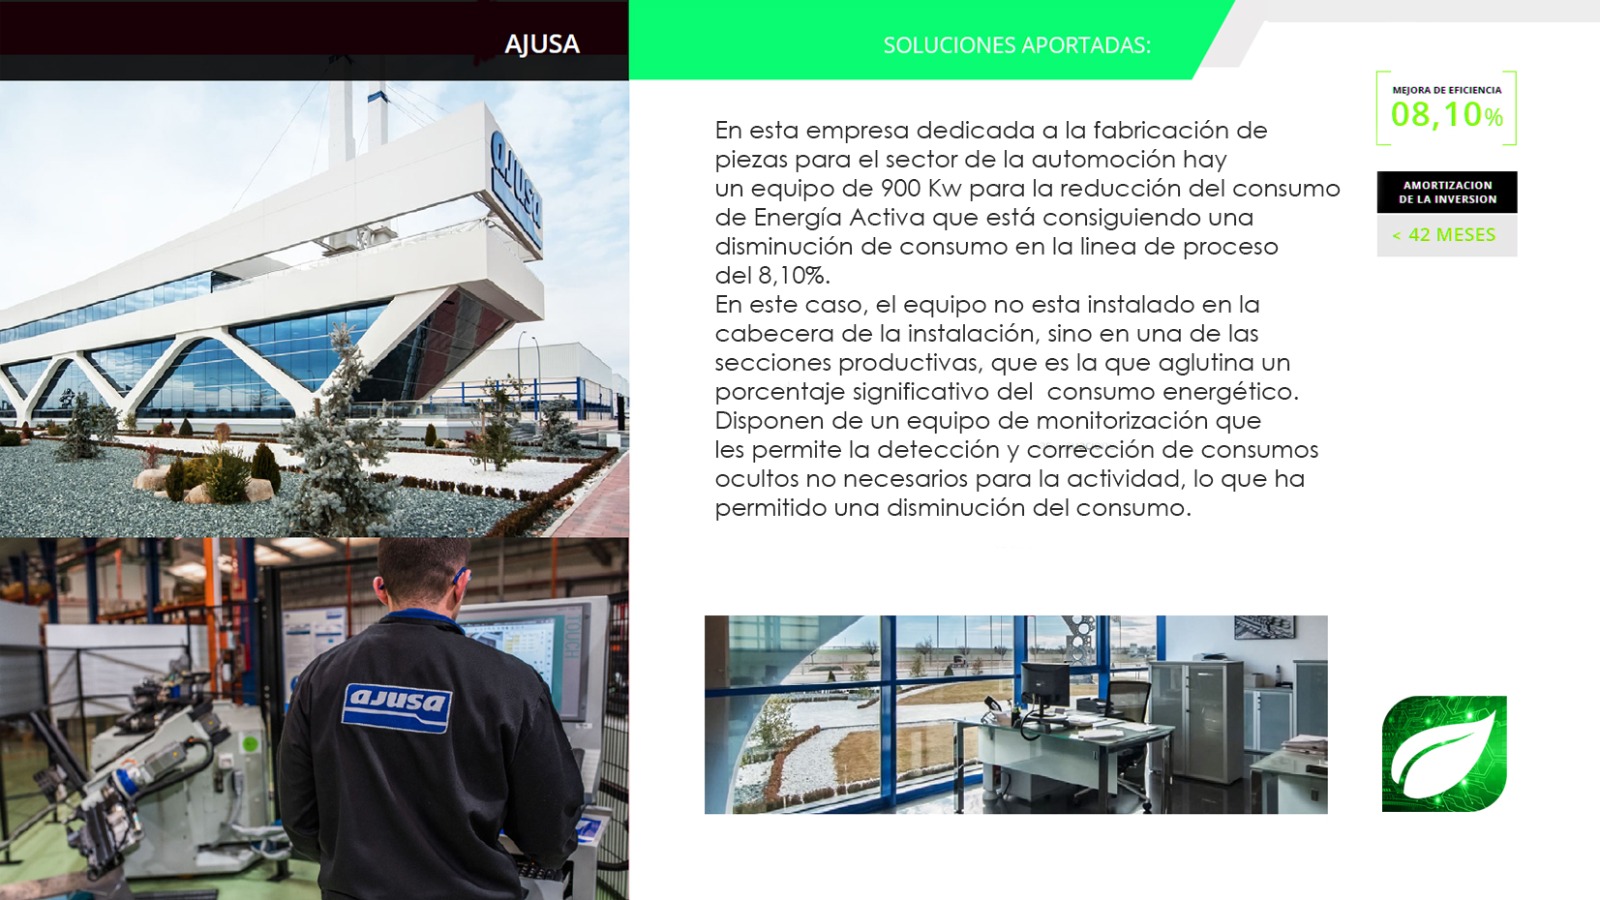 AJUSA
SOLUCIONES APORTADAS:
ajusa
MEJORA DE EFICIENCIA
08,10%
AMORTIZACION
DE LA INVERSION
< 42 MESES
En esta empresa dedicada a la fabricación de
piezas para el sector de la automoción hay
un equipo de 900 Kw para la reducción del consumo
de Energía Activa que está consiguiendo una
disminución de consumo en la linea de proceso
del 8,10%.
En este caso, el equipo no esta instalado en la
cabecera de la instalación, sino en una de las
secciones productivas, que es la que aglutina un
porcentaje significativo del  consumo energético.
Disponen de un equipo de monitorización que
les permite la detección y corrección de consumos
ocultos no necesarios para la actividad, lo que ha
permitido una disminución del consumo.
ajusa
TOUCH